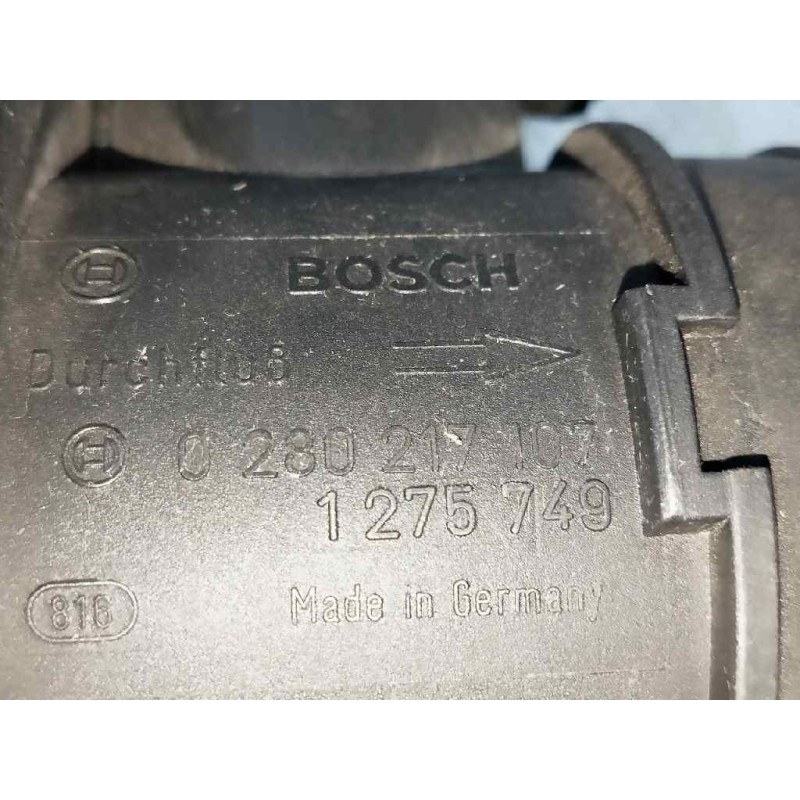 BOSCH
Durchfluß
0 280 217 107
1 275 749
816 Made in Germany